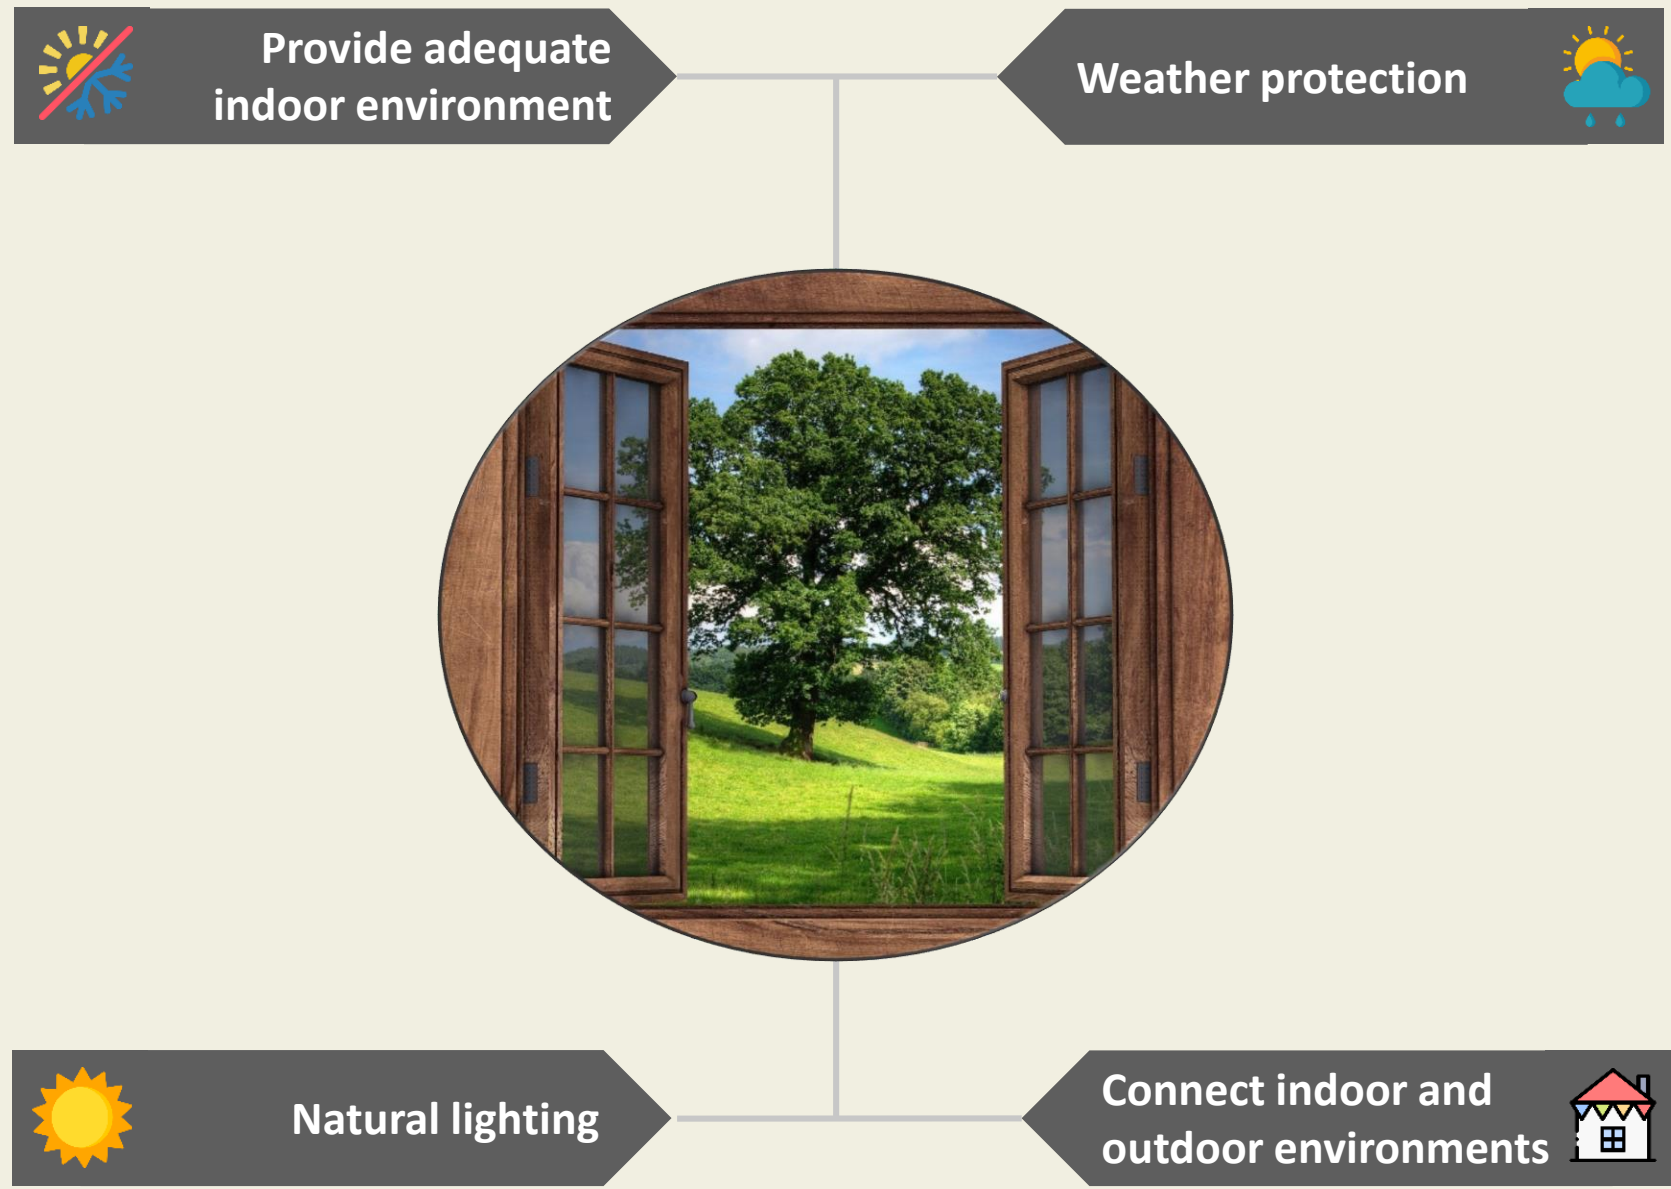 Provide adequate
indoor environment
Weather protection
Natural lighting
Connect indoor and
outdoor environments